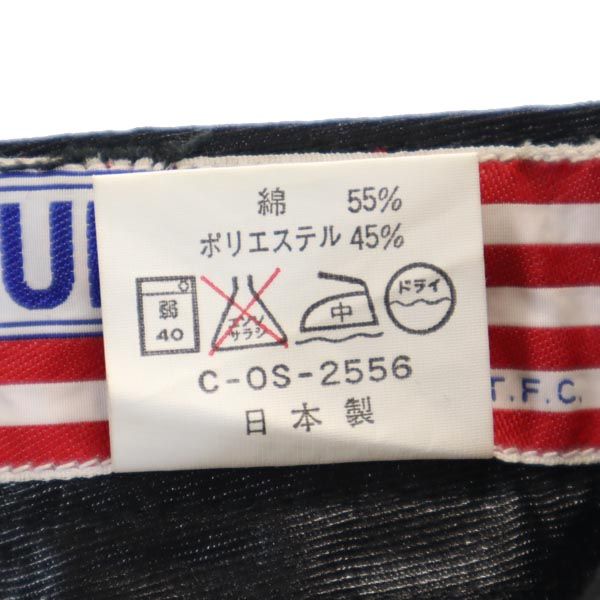 綿 55%
ポリエステル 45%
弱
40
エンソ
サラシ
中
ドライ
C-OS-2556
日本製
U
T.F.C.